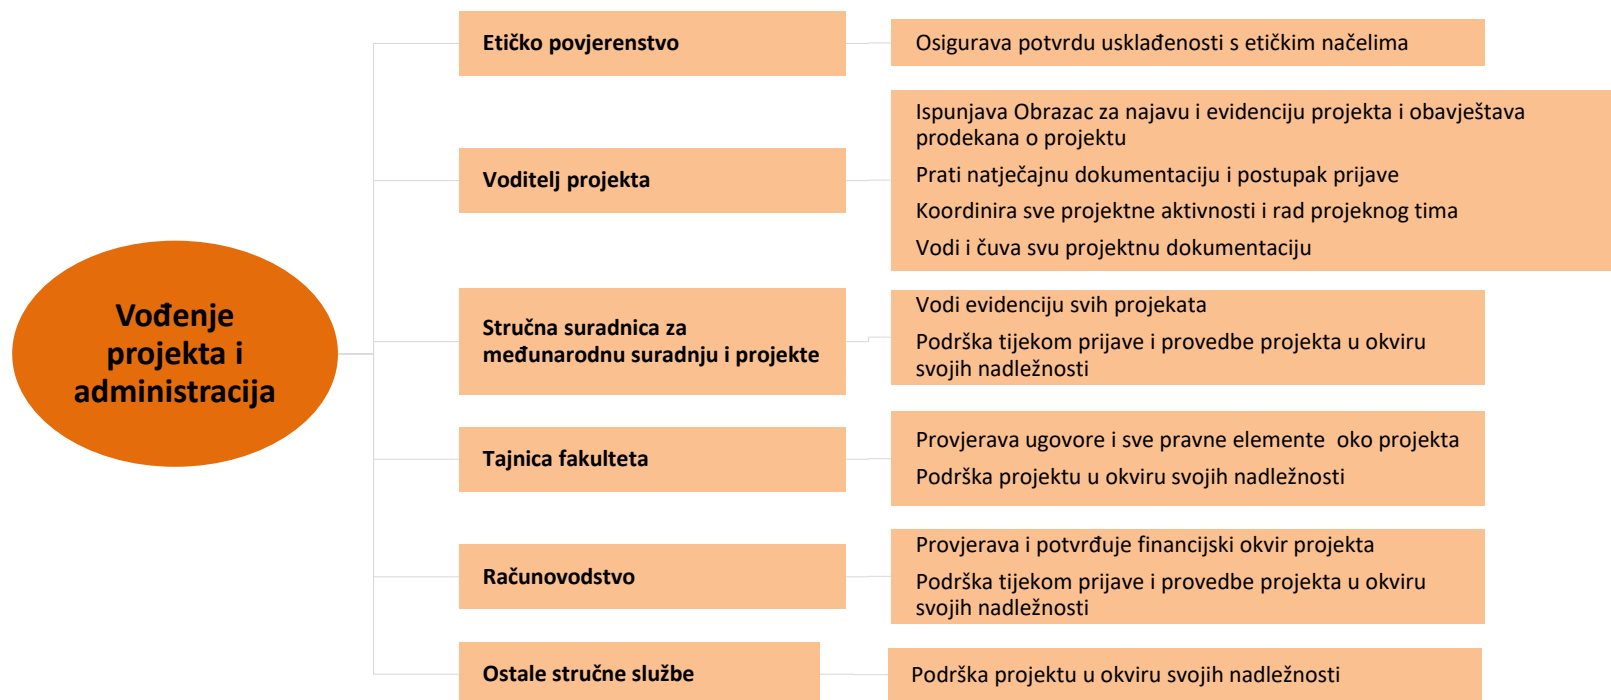 Vođenje
projekta i
administracija
Etičko povjerenstvo
Osigurava potvrdu usklađenosti s etičkim načelima
Voditelj projekta
Ispunjava Obrazac za najavu i evidenciju projekta i obavještava
prodekana o projektu
Prati natječajnu dokumentaciju i postupak prijave
Koordinira sve projektne aktivnosti i rad projeknog tima
Vodi i čuva svu projektnu dokumentaciju
Stručna suradnica za
međunarodnu suradnju i projekte
Vodi evidenciju svih projekata
Podrška tijekom prijave i provedbe projekta u okviru
svojih nadležnosti
Tajnica fakulteta
Provjerava ugovore i sve pravne elemente  oko projekta
Podrška projektu u okviru svojih nadležnosti
Računovodstvo
Provjerava i potvrđuje financijski okvir projekta
Podrška tijekom prijave i provedbe projekta u okviru
svojih nadležnosti
Ostale stručne službe
Podrška projektu u okviru svojih nadležnosti